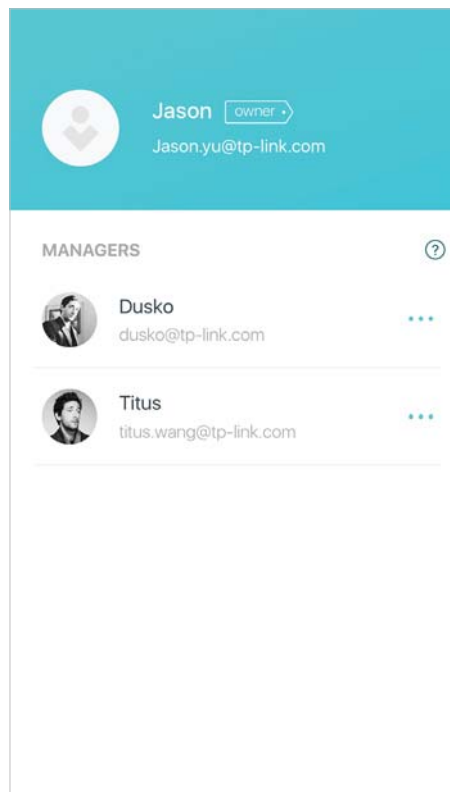 Jason owner
Jason.yu@tp-link.com
MANAGERS ?
Dusko
dusko@tp-link.com
Titus
titus.wang@tp-link.com